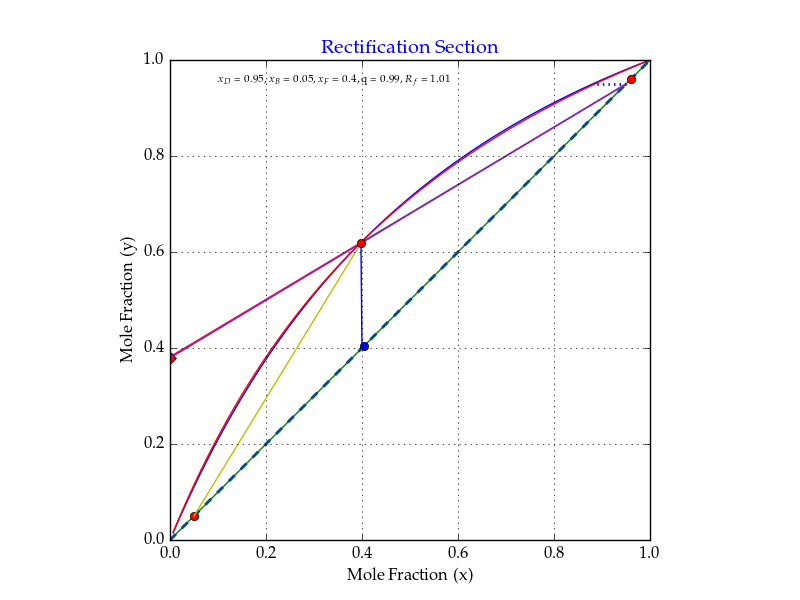 Rectification Section
x_D = 0.95, x_B = 0.05, x_F = 0.4, q = 0.99, R_f = 1.01
1.0
0.8
0.6
0.4
0.2
0.0
Mole Fraction (y)
0.0 0.2 0.4 0.6 0.8 1.0
Mole Fraction (x)